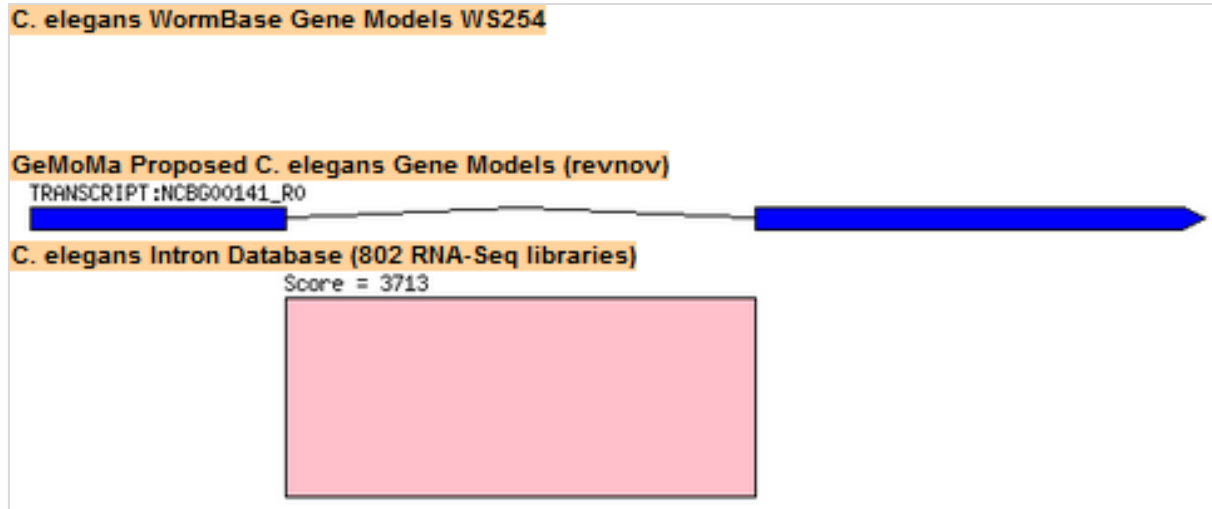 C. elegans WormBase Gene Models WS254
GeMoMa Proposed C. elegans Gene Models (revnov)
TRANSCRIPT:NCBG00141_R0
C. elegans Intron Database (802 RNA-Seq libraries)
Score = 3713